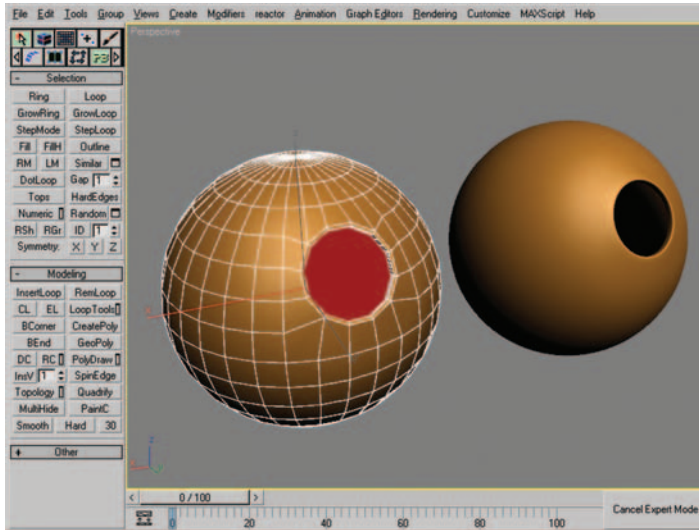 File Edit Tools Group Views Create Modifiers reactor Animation Graph Editors Rendering Customize MAXScript Help
Perspective
- Selection
Ring Loop
GrowRing GrowLoop
StepMode StepLoop
Fill FillH Outline
RM LM Similar
DotLoop Gap 1
Tops HardEdges
Numeric Random
RSh RGr ID 1
Symmetry: X Y Z
- Modeling
InsertLoop RemLoop
CL EL LoopTools
BCorner CreatePoly
BEnd GeoPoly
DC RC PolyDraw
InsV 1 SpinEdge
Topology Quadrify
MultiHide PaintC
Smooth Hard 30
+ Other
z
< 0 / 100 >
0 20 40 60 80 100
Cancel Expert Mode